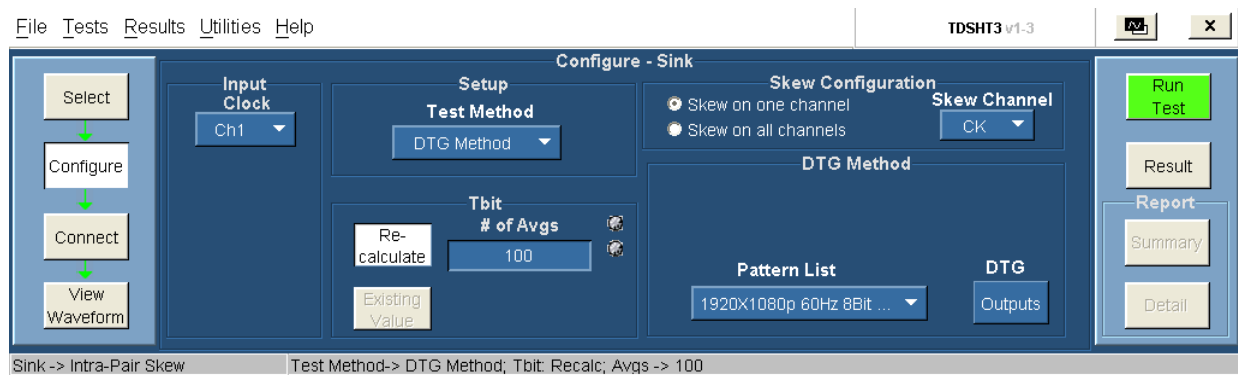 File Tests Results Utilities Help
TDSHT3 v1-3
x
Configure - Sink
Select
Configure
Connect
View
Waveform
Input
Clock
Ch1
Setup
Test Method
DTG Method
Tbit
# of Avgs
Re-
calculate
100
Existing
Value
Skew Configuration
Skew on one channel
Skew on all channels
Skew Channel
CK
DTG Method
Pattern List
1920X1080p 60Hz 8Bit ...
DTG
Outputs
Run
Test
Result
Report
Summary
Detail
Sink -> Intra-Pair Skew
Test Method-> DTG Method; Tbit: Recalc; Avgs -> 100